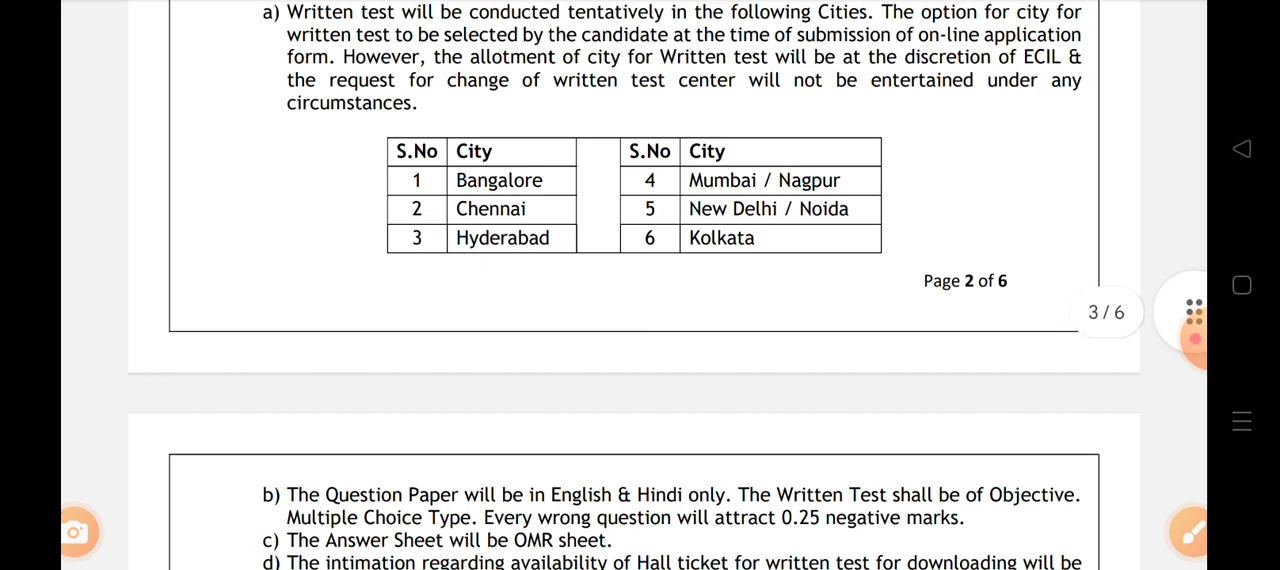 a) Written test will be conducted tentatively in the following Cities. The option for city for
written test to be selected by the candidate at the time of submission of on-line application
form. However, the allotment of city for Written test will be at the discretion of ECIL &
the request for change of written test center will not be entertained under any
circumstances.
S.No City S.No City
1 Bangalore 4 Mumbai / Nagpur
2 Chennai 5 New Delhi / Noida
3 Hyderabad 6 Kolkata
Page 2 of 6
3 / 6
b) The Question Paper will be in English & Hindi only. The Written Test shall be of Objective.
Multiple Choice Type. Every wrong question will attract 0.25 negative marks.
c) The Answer Sheet will be OMR sheet.
d) The intimation regarding availability of Hall ticket for written test for downloading will be